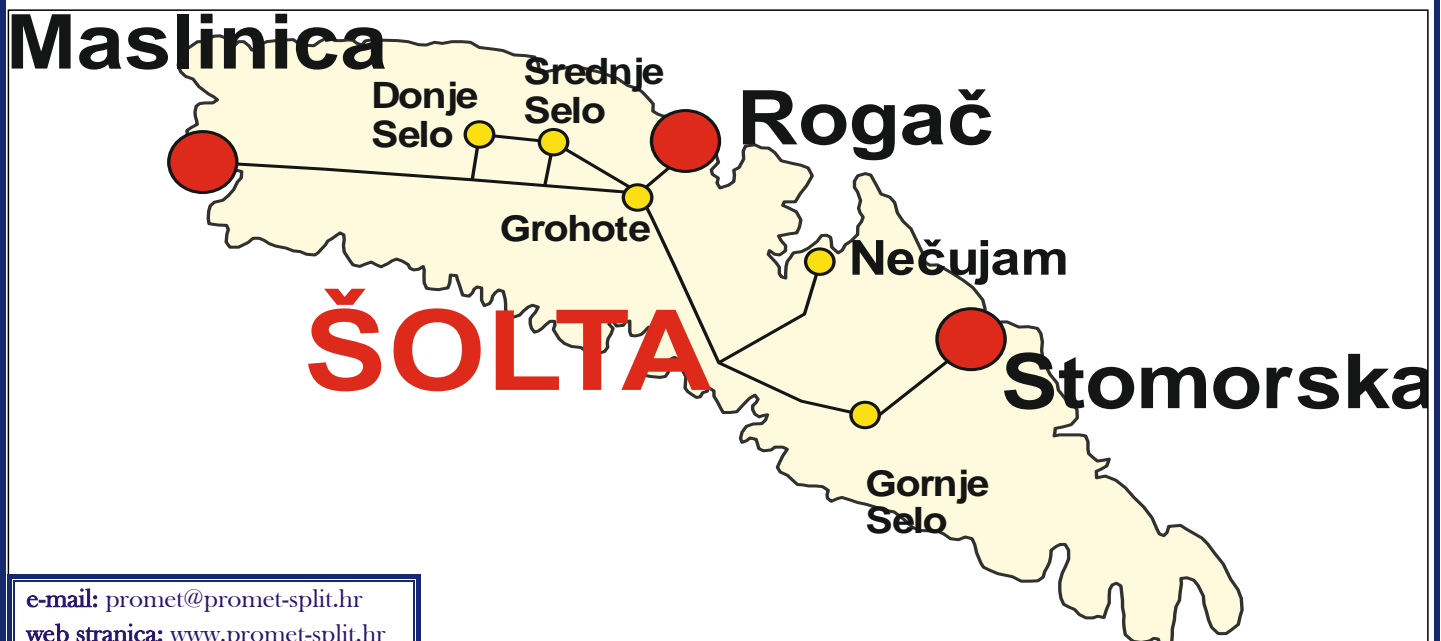 Maslinica
Srednje
Selo
Donje
Selo
Rogač
Grohote
Nečujam
ŠOLTA
Stomorska
Gornje
Selo
e-mail: promet@promet-split.hr
web stranica: www.promet-split.hr